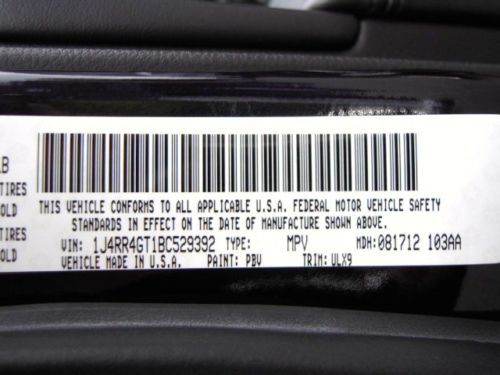 LB
TIRES
OLD
TIRES
OLD
THIS VEHICLE CONFORMS TO ALL APPLICABLE U.S.A. FEDERAL MOTOR VEHICLE SAFETY
STANDARDS IN EFFECT ON THE DATE OF MANUFACTURE SHOWN ABOVE.
VIN: 1J4RR4GT1BC529392 TYPE: MPV MDH: 081712 103AA
VEHICLE MADE IN U.S.A. PAINT: PBV TRIM: ULX9